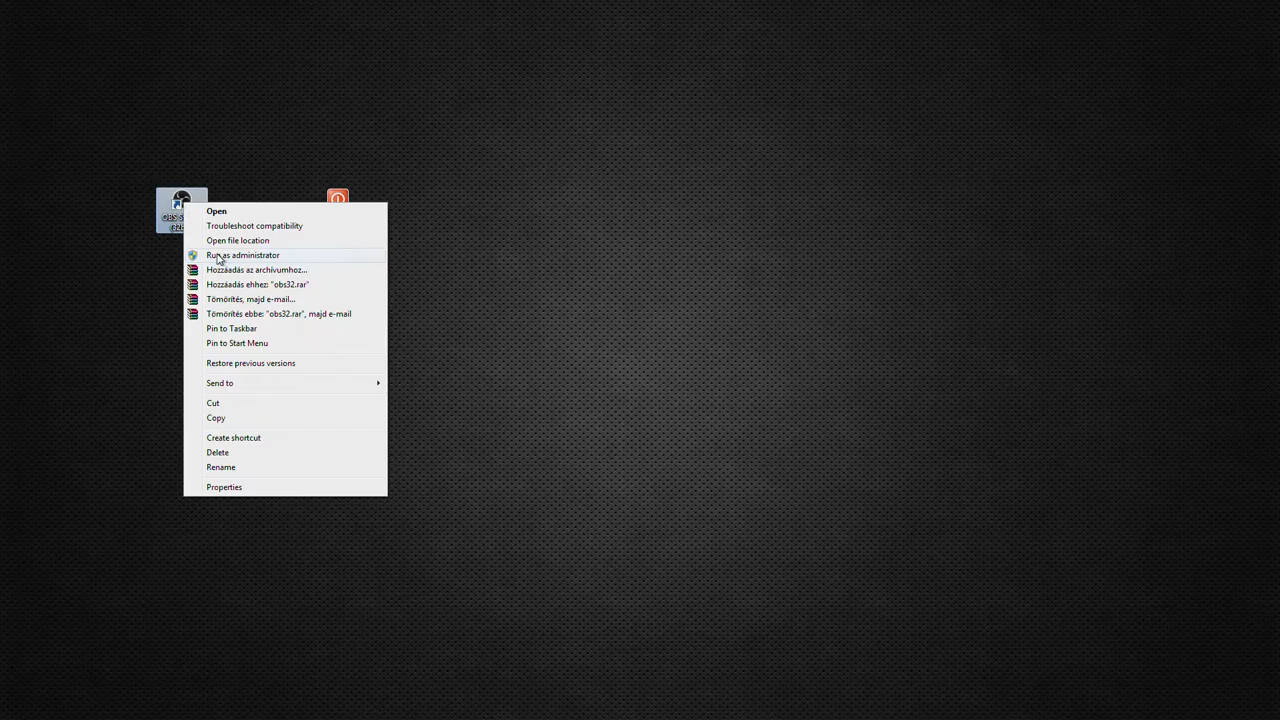 OBS S
(32b
Open
Troubleshoot compatibility
Open file location
Run as administrator
Hozzáadás az archívumhoz...
Hozzáadás ehhez: "obs32.rar"
Tömörítés, majd e-mail...
Tömörítés ebbe: "obs32.rar", majd e-mail
Pin to Taskbar
Pin to Start Menu
Restore previous versions
Send to
Cut
Copy
Create shortcut
Delete
Rename
Properties